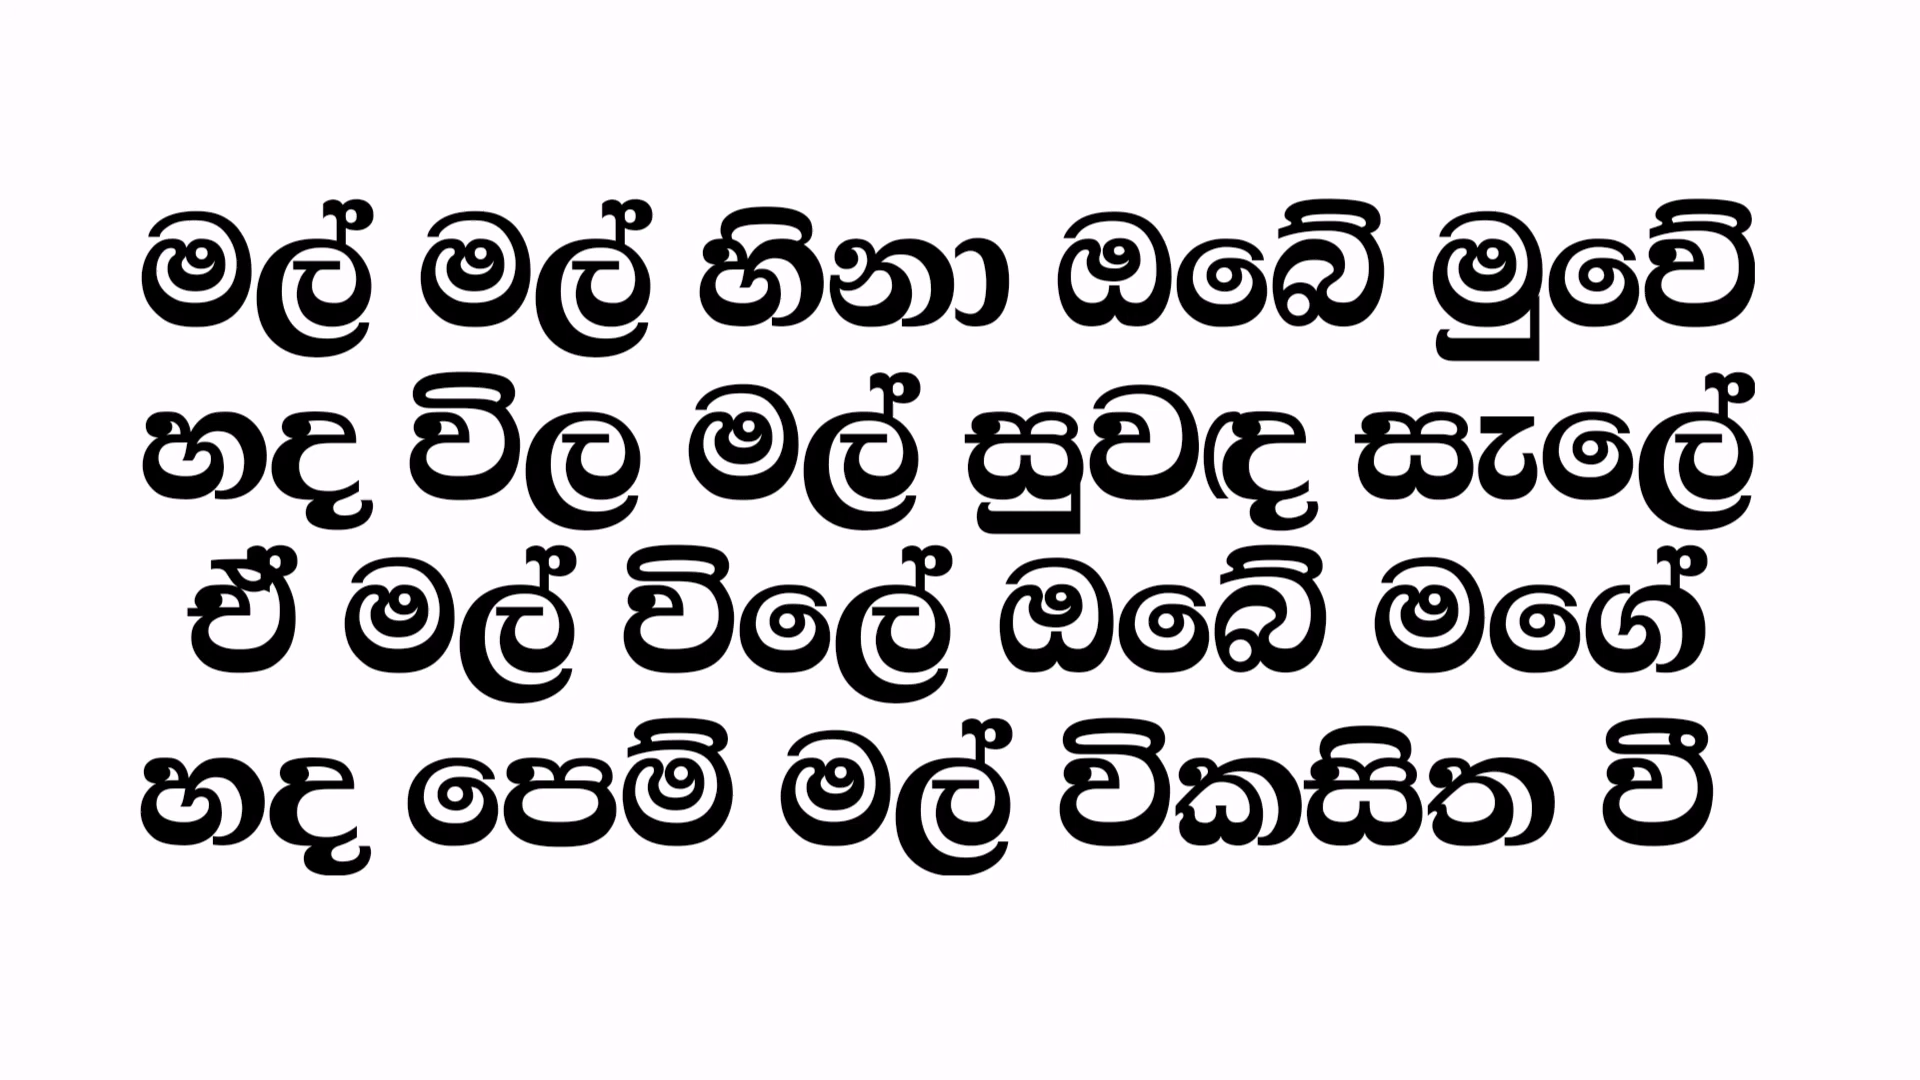 මල් මල් හිනා ඔබේ මුවේ
හද විල මල් සුවඳ සැලේ
ඒ මල් විලේ ඔබේ මගේ
හද පෙම් මල් විකසිත වී